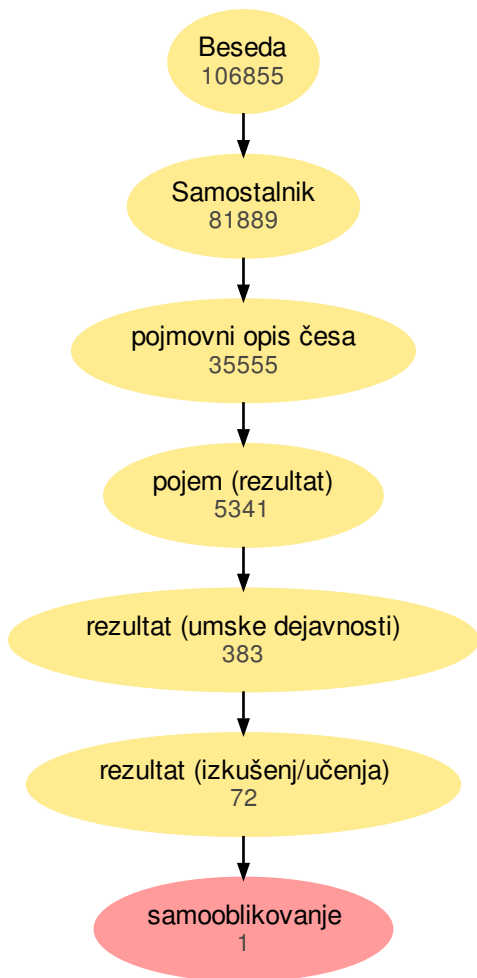 Beseda
106855
Samostalnik
81889
pojmovni opis česa
35555
pojem (rezultat)
5341
rezultat (umske dejavnosti)
383
rezultat (izkušenj/učenja)
72
samooblikovanje
1